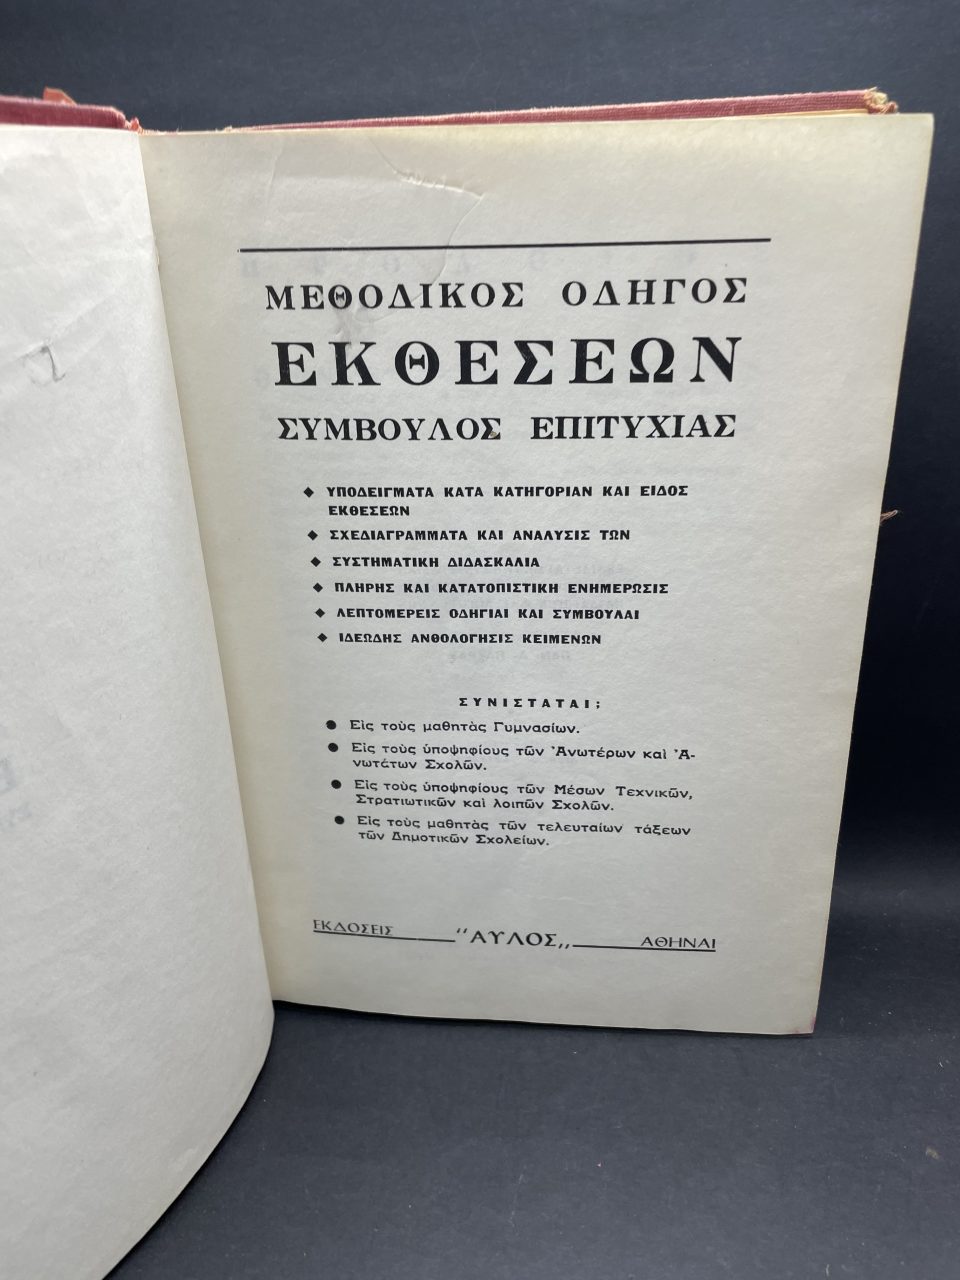 ΜΕΘΟΔΙΚΟΣ ΟΔΗΓΟΣ
ΕΚΘΕΣΕΩΝ
ΣΥΜΒΟΥΛΟΣ ΕΠΙΤΥΧΙΑΣ
◆ ΥΠΟΔΕΙΓΜΑΤΑ ΚΑΤΑ ΚΑΤΗΓΟΡΙΑΝ ΚΑΙ ΕΙΔΟΣ
ΕΚΘΕΣΕΩΝ
◆ ΣΧΕΔΙΑΓΡΑΜΜΑΤΑ ΚΑΙ ΑΝΑΛΥΣΙΣ ΤΩΝ
◆ ΣΥΣΤΗΜΑΤΙΚΗ ΔΙΔΑΣΚΑΛΙΑ
◆ ΠΛΗΡΗΣ ΚΑΙ ΚΑΤΑΤΟΠΙΣΤΙΚΗ ΕΝΗΜΕΡΩΣΙΣ
◆ ΛΕΠΤΟΜΕΡΕΙΣ ΟΔΗΓΙΑΙ ΚΑΙ ΣΥΜΒΟΥΛΑΙ
◆ ΙΔΕΩΔΗΣ ΑΝΘΟΛΟΓΗΣΙΣ ΚΕΙΜΕΝΩΝ
ΣΥΝΙΣΤΑΤΑΙ;
● Εἰς τοὺς μαθητὰς Γυμνασίων.
● Εἰς τοὺς ὑποψηφίους τῶν Ἀνωτέρων καὶ Ἀ-
νωτάτων Σχολῶν.
● Εἰς τοὺς ὑποψηφίους τῶν Μέσων Τεχνικῶν,
Στρατιωτικῶν καὶ λοιπῶν Σχολῶν.
● Εἰς τοὺς μαθητὰς τῶν τελευταίων τάξεων
τῶν Δημοτικῶν Σχολείων.
ΕΚΔΟΣΕΙΣ "ΑΥΛΟΣ,, ΑΘΗΝΑΙ